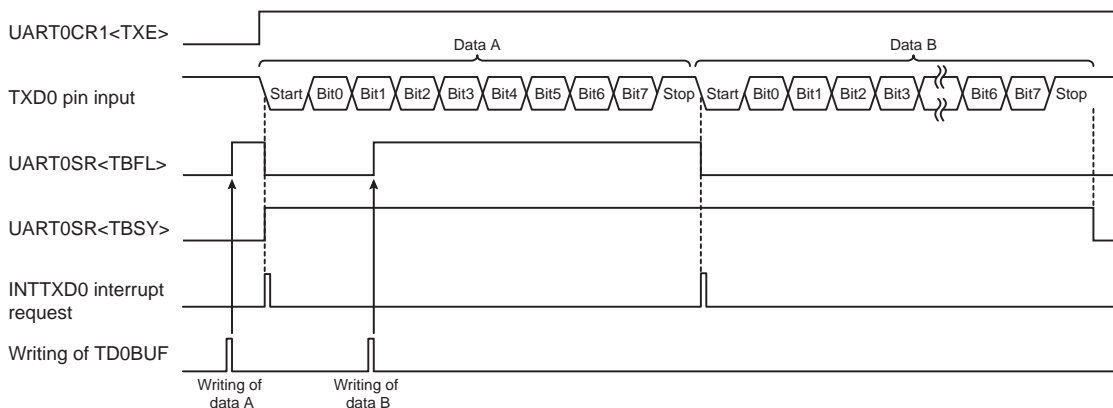 UART0CR1<TXE>
Data A
Data B
TXD0 pin input
Start Bit0 Bit1 Bit2 Bit3 Bit4 Bit5 Bit6 Bit7 Stop Start Bit0 Bit1 Bit2 Bit3 Bit6 Bit7 Stop
UART0SR<TBFL>
UART0SR<TBSY>
INTTXD0 interrupt
request
Writing of TD0BUF
Writing of
data A
Writing of
data B